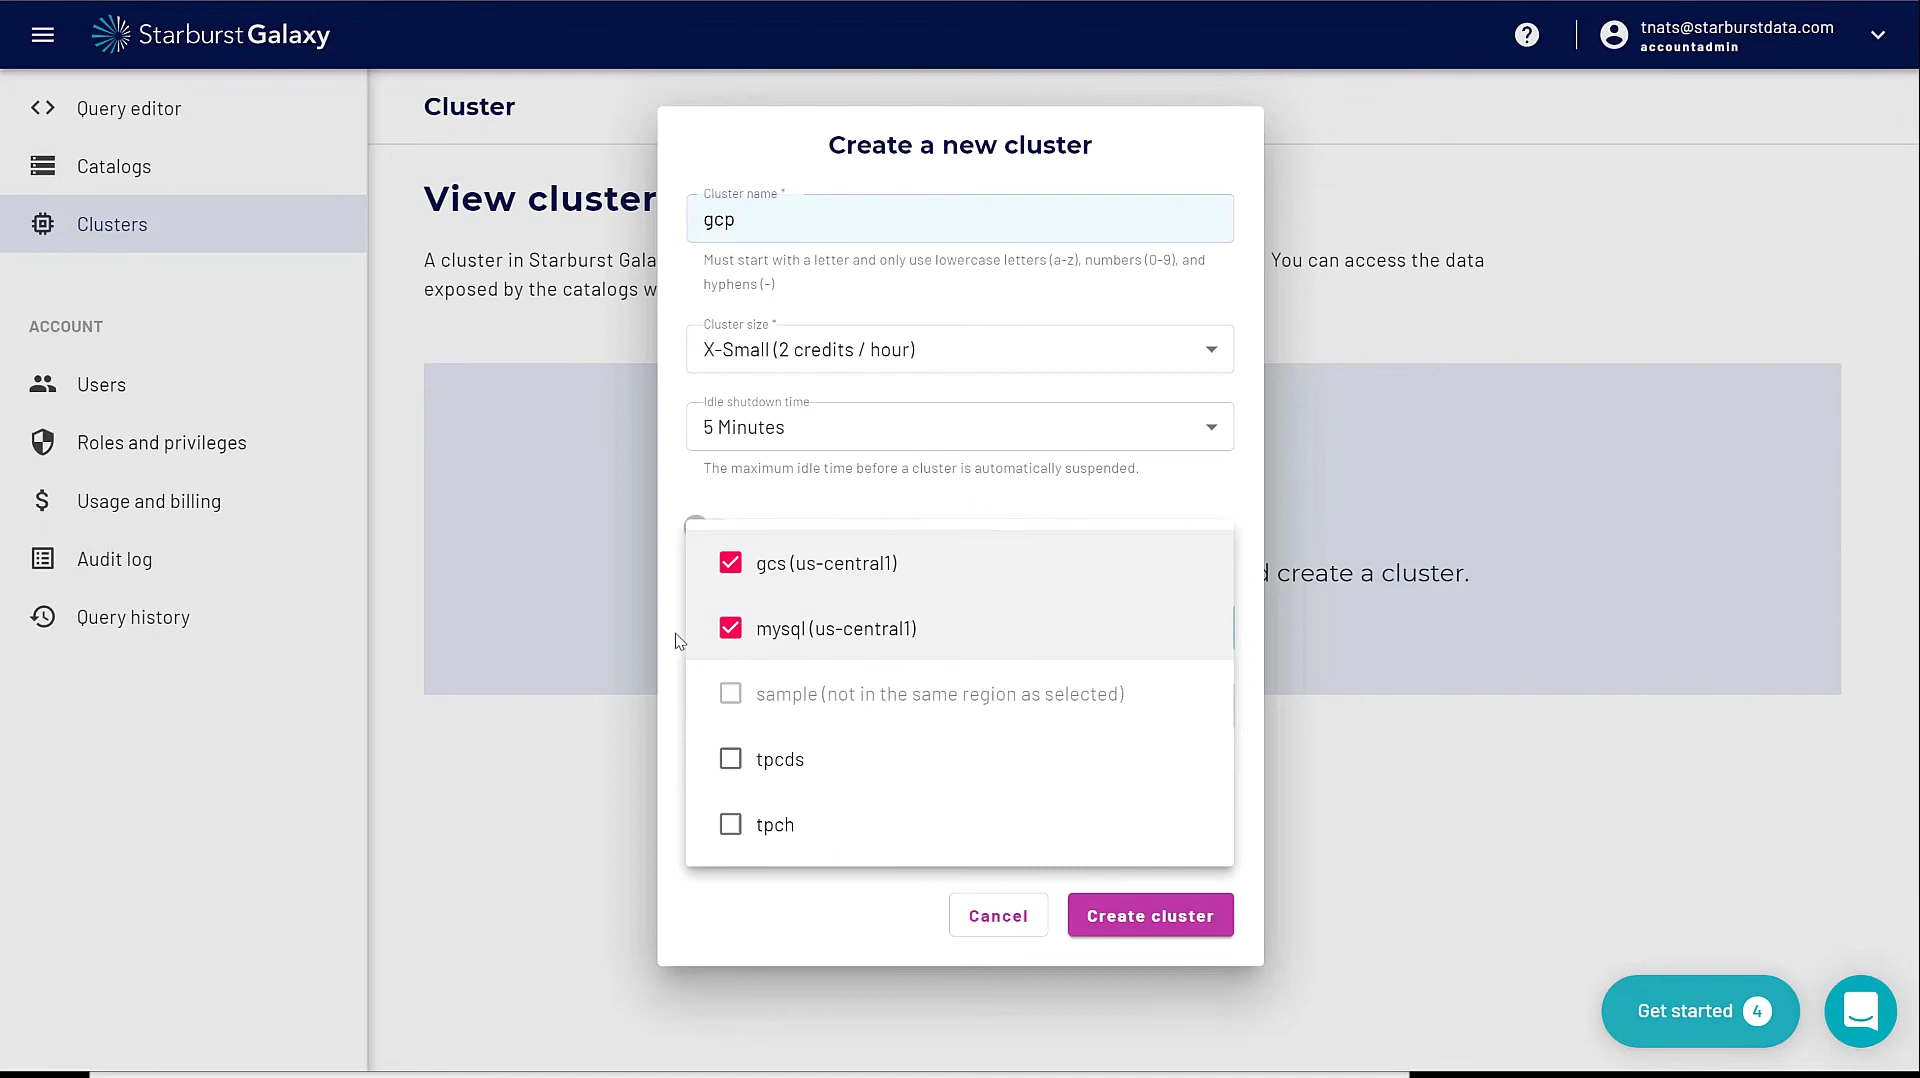 Starburst Galaxy
tnats@starburstdata.com
accountadmin
Query editor
Catalogs
Clusters
ACCOUNT
Users
Roles and privileges
Usage and billing
Audit log
Query history
Cluster
View cluster
A cluster in Starburst Gala
You can access the data
exposed by the catalogs w
create a cluster.
Create a new cluster
Cluster name *
gcp
Must start with a letter and only use lowercase letters (a-z), numbers (0-9), and
hyphens (-)
Cluster size *
X-Small (2 credits / hour)
Idle shutdown time
5 Minutes
The maximum idle time before a cluster is automatically suspended.
gcs (us-central1)
mysql (us-central1)
sample (not in the same region as selected)
tpcds
tpch
Cancel
Create cluster
Get started 4